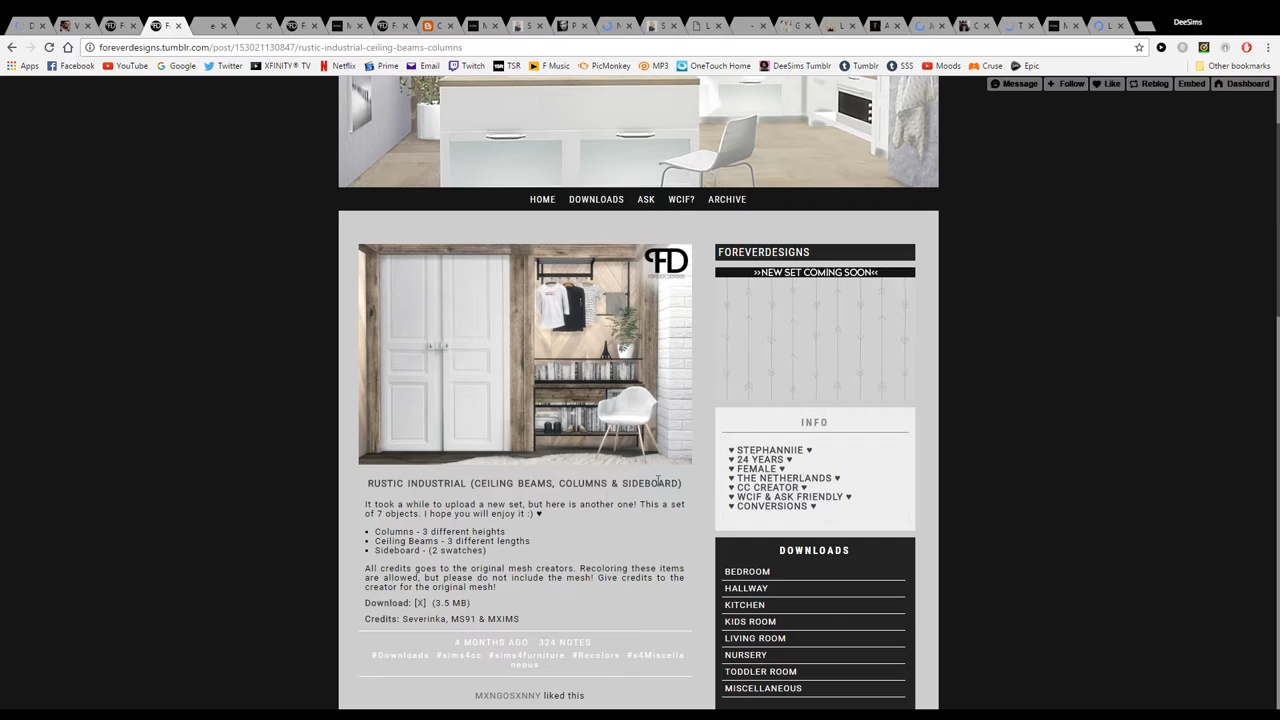 DeeSims
foreverdesigns.tumblr.com/post/153021130847/rustic-industrial-ceiling-beams-columns
Apps Facebook YouTube Google Twitter XFINITY® TV Netflix Prime Email Twitch TSR F Music PicMonkey MP3 OneTouch Home DeeSims Tumblr Tumblr SSS Moods Cruse Epic Other bookmarks
Message Follow Like Reblog Embed Dashboard
HOME DOWNLOADS ASK WCIF? ARCHIVE
FD
RUSTIC INDUSTRIAL (CEILING BEAMS, COLUMNS & SIDEBOARD)
It took a while to upload a new set, but here is another one! This a set
of 7 objects. I hope you will enjoy it :) ♥
• Columns - 3 different heights
• Ceiling Beams - 3 different lengths
• Sideboard - (2 swatches)
All credits goes to the original mesh creators. Recoloring these items
are allowed, but please do not include the mesh! Give credits to the
creator for the original mesh!
Download: [X] (3.5 MB)
Credits: Severinka, MS91 & MXIMS
4 MONTHS AGO 324 NOTES
#Downloads #sims4cc #sims4furniture #Recolors #s4Miscella
neous
MXNGOSXNNY liked this
FOREVERDESIGNS
>>NEW SET COMING SOON<<
INFO
♥ STEPHANNIIE ♥
♥ 24 YEARS ♥
♥ FEMALE ♥
♥ THE NETHERLANDS ♥
♥ CC CREATOR ♥
♥ WCIF & ASK FRIENDLY ♥
♥ CONVERSIONS ♥
DOWNLOADS
BEDROOM
HALLWAY
KITCHEN
KIDS ROOM
LIVING ROOM
NURSERY
TODDLER ROOM
MISCELLANEOUS